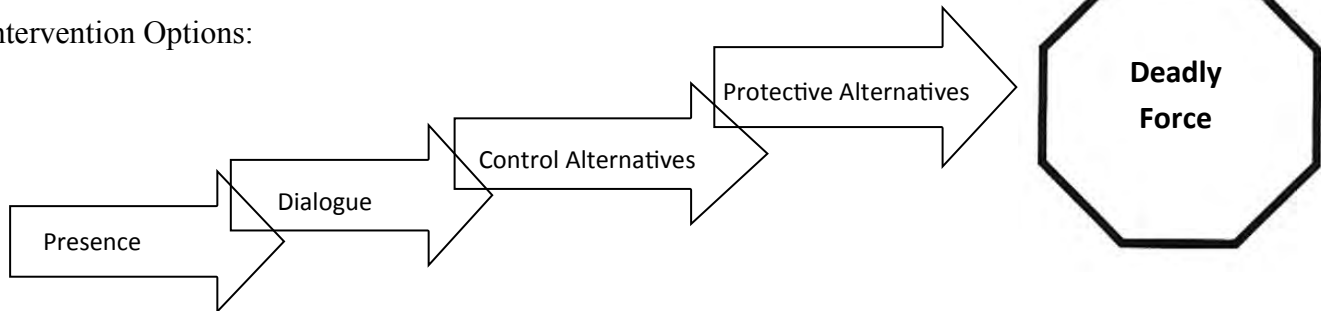 ntervention Options:
Presence
Dialogue
Control Alternatives
Protective Alternatives
Deadly
Force